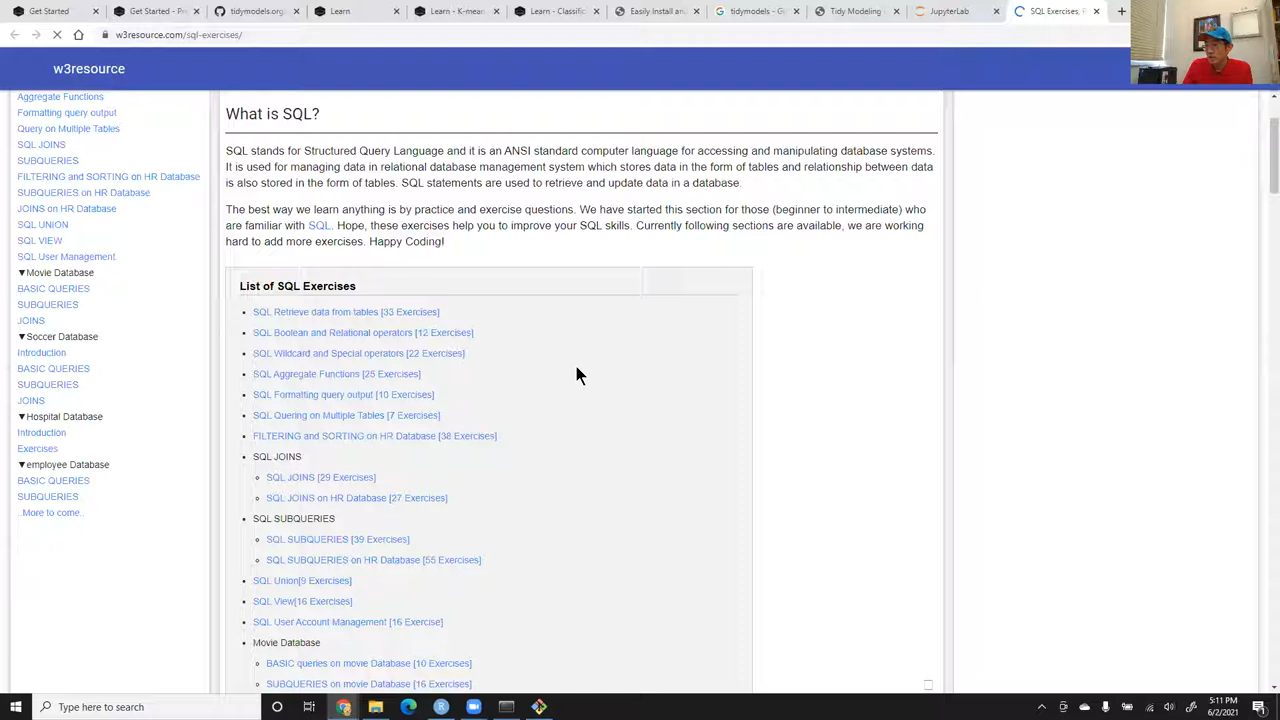 Get Started
Get Started - Pr
tidymodels.org
Learn
Learn - K-mea
Learn - Classific
Easily install an
tidymodels - G
Tidy Modeling
JupyterLab
SQL Exercises, P
w3resource.com/sql-exercises/
w3resource
Aggregate Functions
Formatting query output
Query on Multiple Tables
SQL JOINS
SUBQUERIES
FILTERING and SORTING on HR Database
SUBQUERIES on HR Database
JOINS on HR Database
SQL UNION
SQL VIEW
SQL User Management
▼Movie Database
BASIC QUERIES
SUBQUERIES
JOINS
▼Soccer Database
Introduction
BASIC QUERIES
SUBQUERIES
JOINS
▼Hospital Database
Introduction
Exercises
▼employee Database
BASIC QUERIES
SUBQUERIES
..More to come..
What is SQL?
SQL stands for Structured Query Language and it is an ANSI standard computer language for accessing and manipulating database systems.
It is used for managing data in relational database management system which stores data in the form of tables and relationship between data
is also stored in the form of tables. SQL statements are used to retrieve and update data in a database.
The best way we learn anything is by practice and exercise questions. We have started this section for those (beginner to intermediate) who
are familiar with SQL. Hope, these exercises help you to improve your SQL skills. Currently following sections are available, we are working
hard to add more exercises. Happy Coding!
List of SQL Exercises
SQL Retrieve data from tables [33 Exercises]
SQL Boolean and Relational operators [12 Exercises]
SQL Wildcard and Special operators [22 Exercises]
SQL Aggregate Functions [25 Exercises]
SQL Formatting query output [10 Exercises]
SQL Quering on Multiple Tables [7 Exercises]
FILTERING and SORTING on HR Database [38 Exercises]
SQL JOINS
SQL JOINS [29 Exercises]
SQL JOINS on HR Database [27 Exercises]
SQL SUBQUERIES
SQL SUBQUERIES [39 Exercises]
SQL SUBQUERIES on HR Database [55 Exercises]
SQL Union[9 Exercises]
SQL View[16 Exercises]
SQL User Account Management [16 Exercise]
Movie Database
BASIC queries on movie Database [10 Exercises]
SUBQUERIES on movie Database [16 Exercises]
Type here to search
5:11 PM
6/2/2021